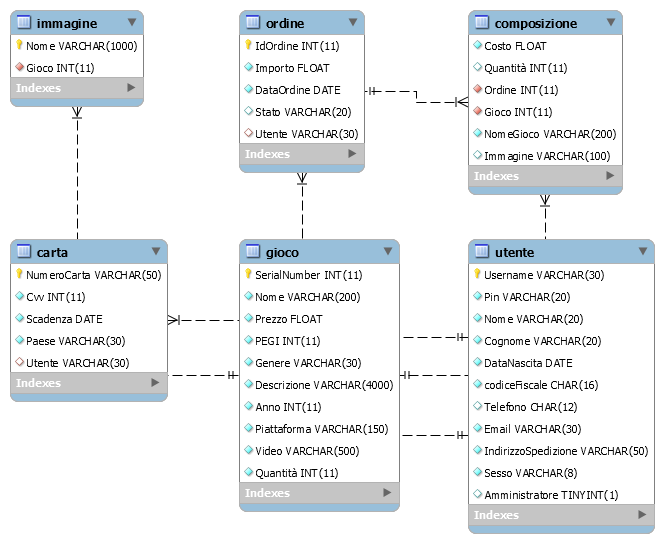 immagine
Nome VARCHAR(1000)
Gioco INT(11)
Indexes
ordine
IdOrdine INT(11)
Importo FLOAT
DataOrdine DATE
Stato VARCHAR(20)
Utente VARCHAR(30)
Indexes
composizione
Costo FLOAT
Quantità INT(11)
Ordine INT(11)
Gioco INT(11)
NomeGioco VARCHAR(200)
Immagine VARCHAR(100)
Indexes
carta
NumeroCarta VARCHAR(50)
Cvv INT(11)
Scadenza DATE
Paese VARCHAR(30)
Utente VARCHAR(30)
Indexes
gioco
SerialNumber INT(11)
Nome VARCHAR(200)
Prezzo FLOAT
PEGI INT(11)
Genere VARCHAR(30)
Descrizione VARCHAR(4000)
Anno INT(11)
Piattaforma VARCHAR(150)
Video VARCHAR(500)
Quantità INT(11)
Indexes
utente
Username VARCHAR(30)
Pin VARCHAR(20)
Nome VARCHAR(20)
Cognome VARCHAR(20)
DataNascita DATE
codiceFiscale CHAR(16)
Telefono CHAR(12)
Email VARCHAR(30)
IndirizzoSpedizione VARCHAR(50)
Sesso VARCHAR(8)
Amministratore TINYINT(1)
Indexes